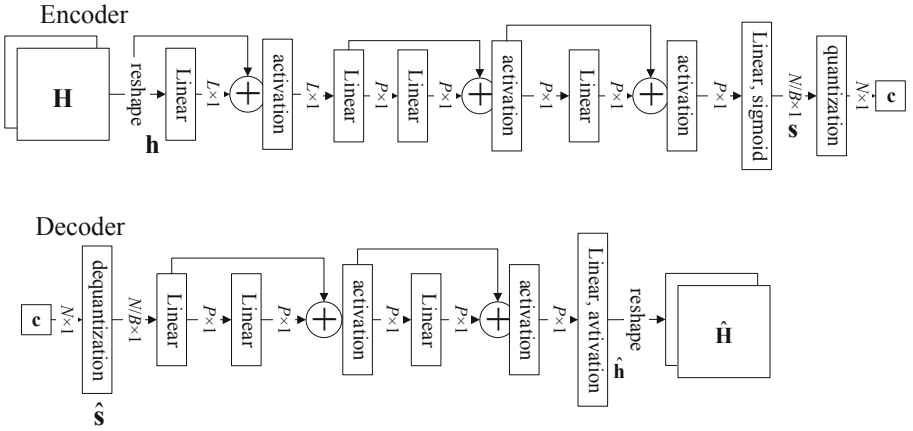 Encoder
H
reshape
h
Linear
L×1
+
activation
L×1
Linear
P×1
Linear
P×1
+
activation
P×1
Linear
P×1
+
activation
P×1
Linear, sigmoid
N/B×1
s
quantization
N×1
c
Decoder
c
N×1
dequantization
ŝ
N/B×1
Linear
P×1
Linear
P×1
+
activation
P×1
Linear
P×1
+
activation
P×1
Linear, avtivation
ĥ
reshape
Ĥ